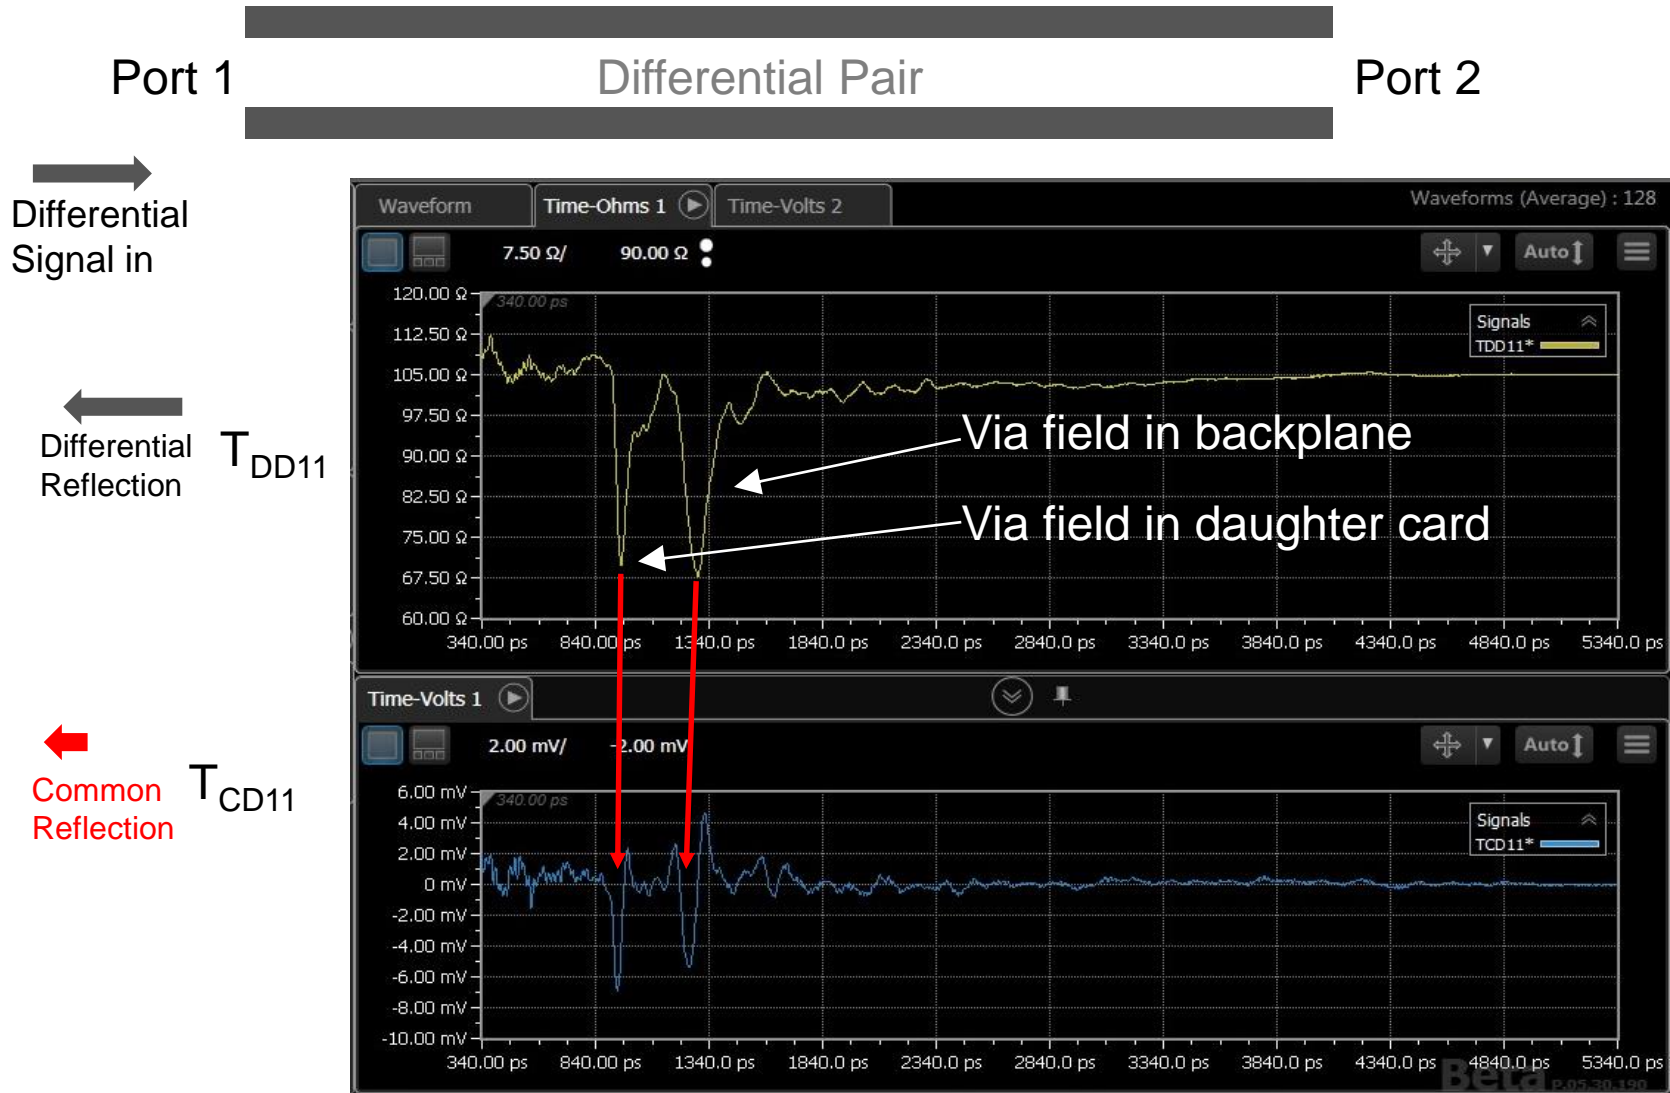 Port 1
Differential Pair
Port 2
Differential
Signal in
Waveform
Time-Ohms 1
Time-Volts 2
Waveforms (Average) : 128
7.50 Ω/
90.00 Ω
Auto
120.00 Ω
112.50 Ω
105.00 Ω
97.50 Ω
90.00 Ω
82.50 Ω
75.00 Ω
67.50 Ω
60.00 Ω
340.00 ps
Signals
TDD11*
Via field in backplane
Via field in daughter card
340.00 ps
840.00 ps
1340.0 ps
1840.0 ps
2340.0 ps
2840.0 ps
3340.0 ps
3840.0 ps
4340.0 ps
4840.0 ps
5340.0 ps
Differential
Reflection
TDD11
Time-Volts 1
2.00 mV/
-2.00 mV
Auto
6.00 mV
4.00 mV
2.00 mV
0 mV
-2.00 mV
-4.00 mV
-6.00 mV
-8.00 mV
-10.00 mV
340.00 ps
Signals
TCD11*
340.00 ps
840.00 ps
1340.0 ps
1840.0 ps
2340.0 ps
2840.0 ps
3340.0 ps
3840.0 ps
4340.0 ps
4840.0 ps
5340.0 ps
Beta
P.05.30.190
Common
Reflection
TCD11